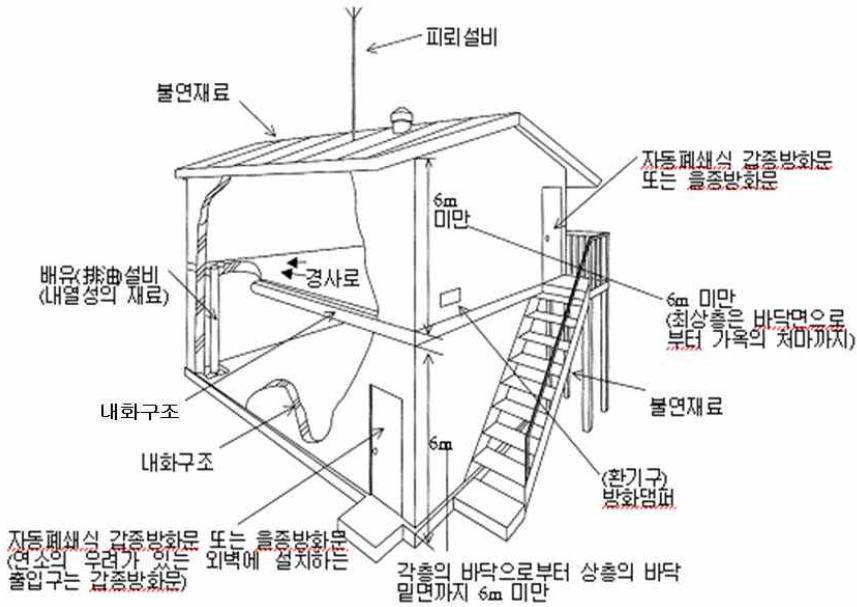 피뢰설비
불연재료
자동폐쇄식 갑종방화문
또는 을종방화문
6m
미만
배유(排油)설비
(내열성의 재료)
경사로
6m 미만
(최상층은 바닥면으로
부터 가옥의 처마까지)
내화구조
불연재료
내화구조
6m
(환기구)
방화댐퍼
자동폐쇄식 갑종방화문 또는 을종방화문
(연소의 우려가 있는 외벽에 설치하는
출입구는 갑종방화문)
각층의 바닥으로부터 상층의 바닥
밑면까지 6m 미만